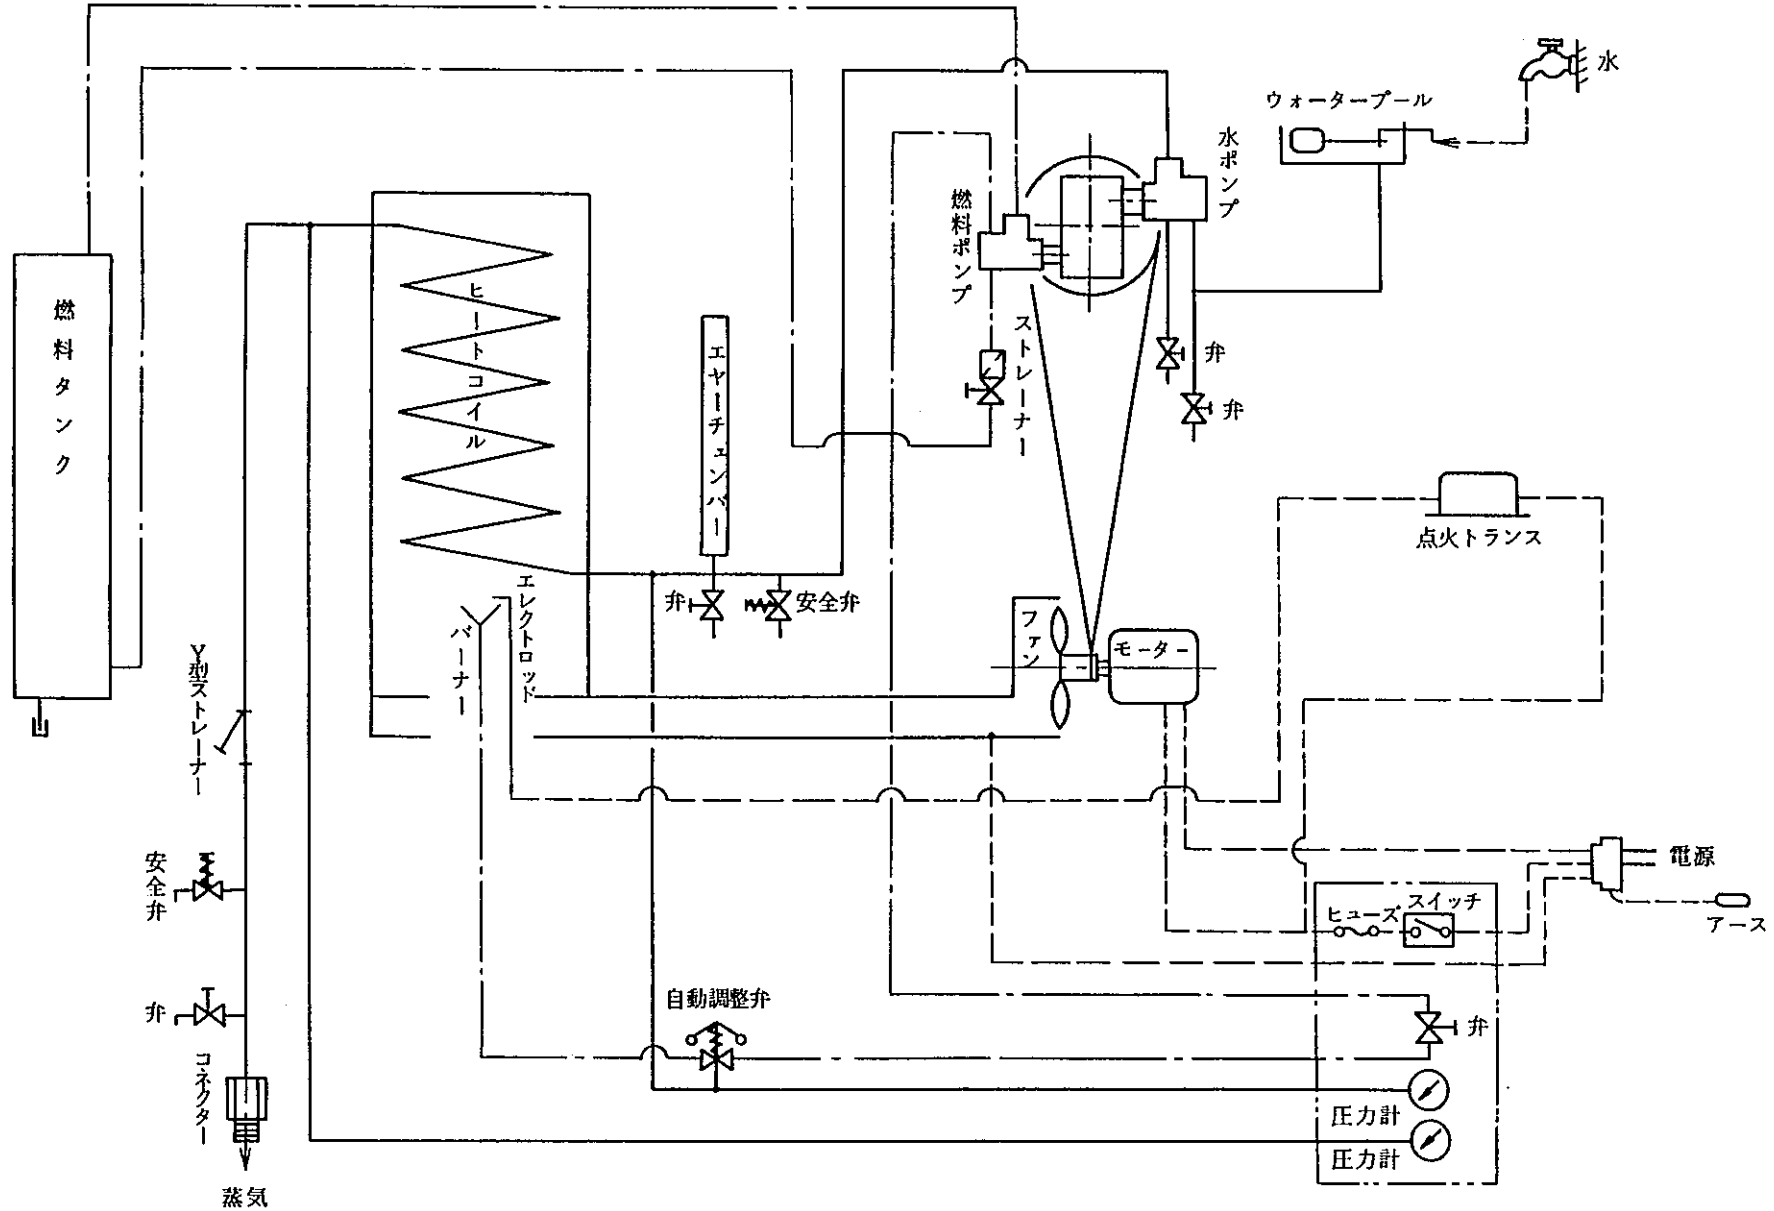 水
ウォータープール
水ポンプ
燃料ポンプ
燃料タンク
ヒートコイル
エヤーチェンバー
ストレーナー
弁
弁
点火トランス
エレクトロッド
バーナー
弁
安全弁
ファン
モーター
Y型ストレーナー
安全弁
電源
アース
ヒューズ
スイッチ
自動調整弁
弁
弁
コネクター
圧力計
圧力計
蒸気